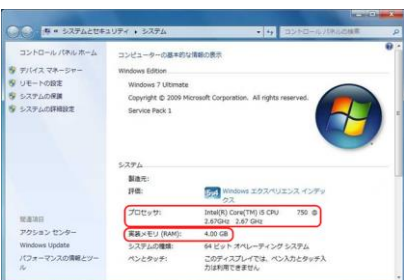 システムとセキュリティ ▸ システム
コントロール パネルの検索
コントロール パネル ホーム
デバイス マネージャー
リモートの設定
システムの保護
システムの詳細設定
コンピューターの基本的な情報の表示
Windows Edition
Windows 7 Ultimate
Copyright © 2009 Microsoft Corporation. All rights reserved.
Service Pack 1
システム
製造元:
評価:
5.4 Windows エクスペリエンス インデックス
プロセッサ: Intel(R) Core(TM) i5 CPU 750 @
2.67GHz 2.67 GHz
実装メモリ (RAM): 4.00 GB
システムの種類: 64 ビット オペレーティング システム
ペンとタッチ: このディスプレイでは、ペン入力とタッチ入
力は利用できません
関連項目
アクション センター
Windows Update
パフォーマンスの情報とツー
ル